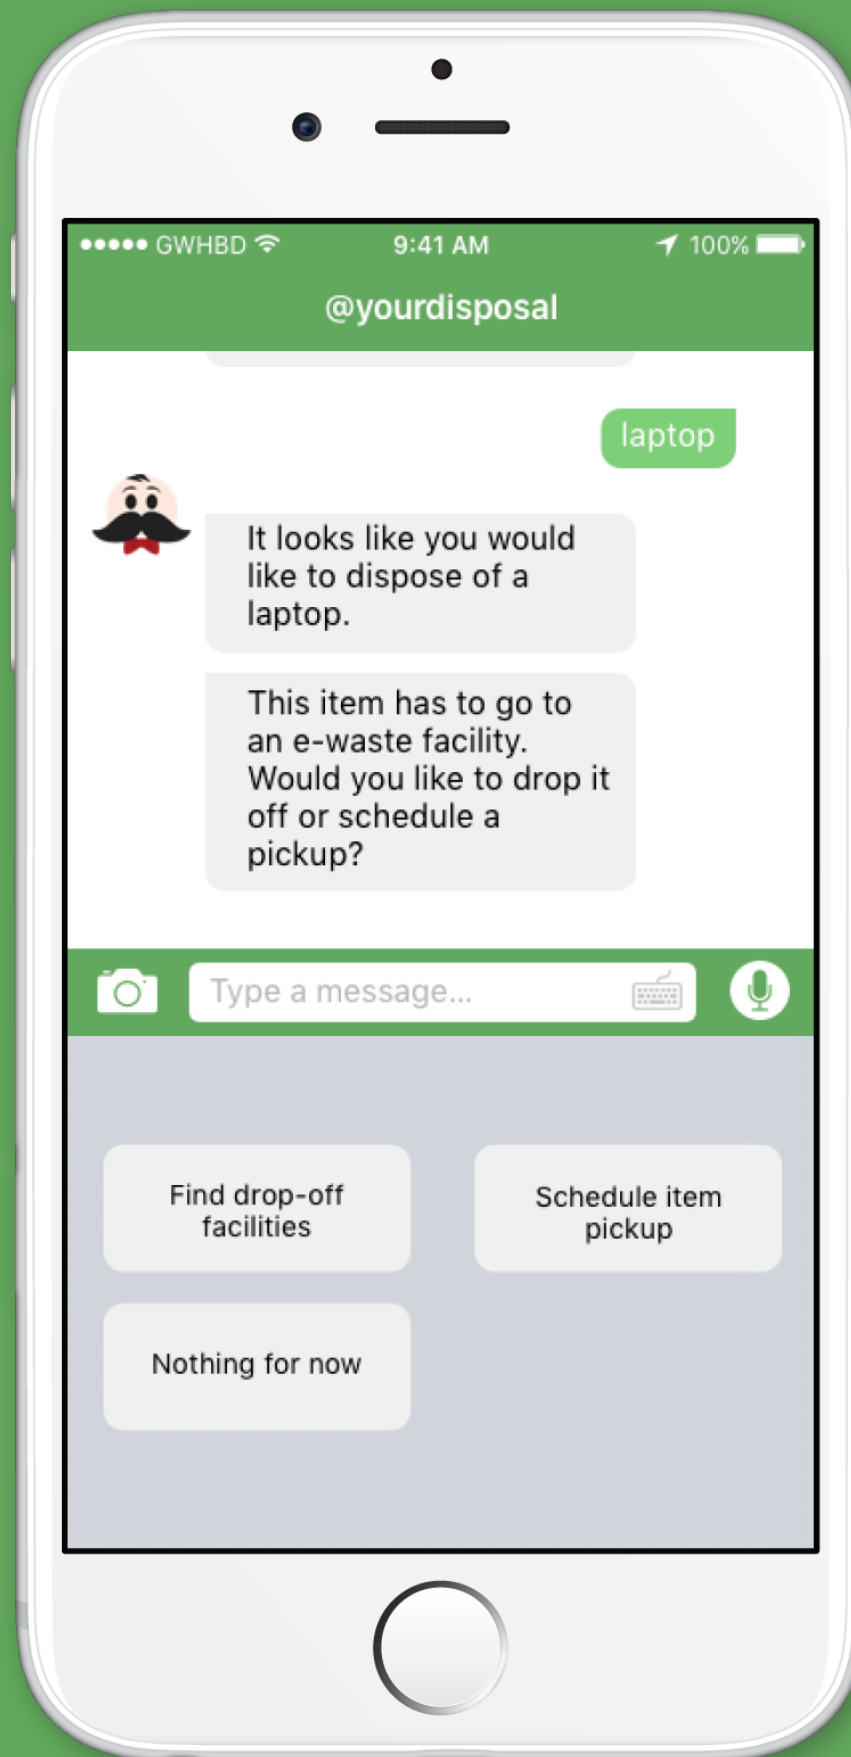 GWHBD 9:41 AM 100%
@yourdisposal
laptop
It looks like you would
like to dispose of a
laptop.
This item has to go to
an e-waste facility.
Would you like to drop it
off or schedule a
pickup?
Type a message...
Find drop-off
facilities
Schedule item
pickup
Nothing for now